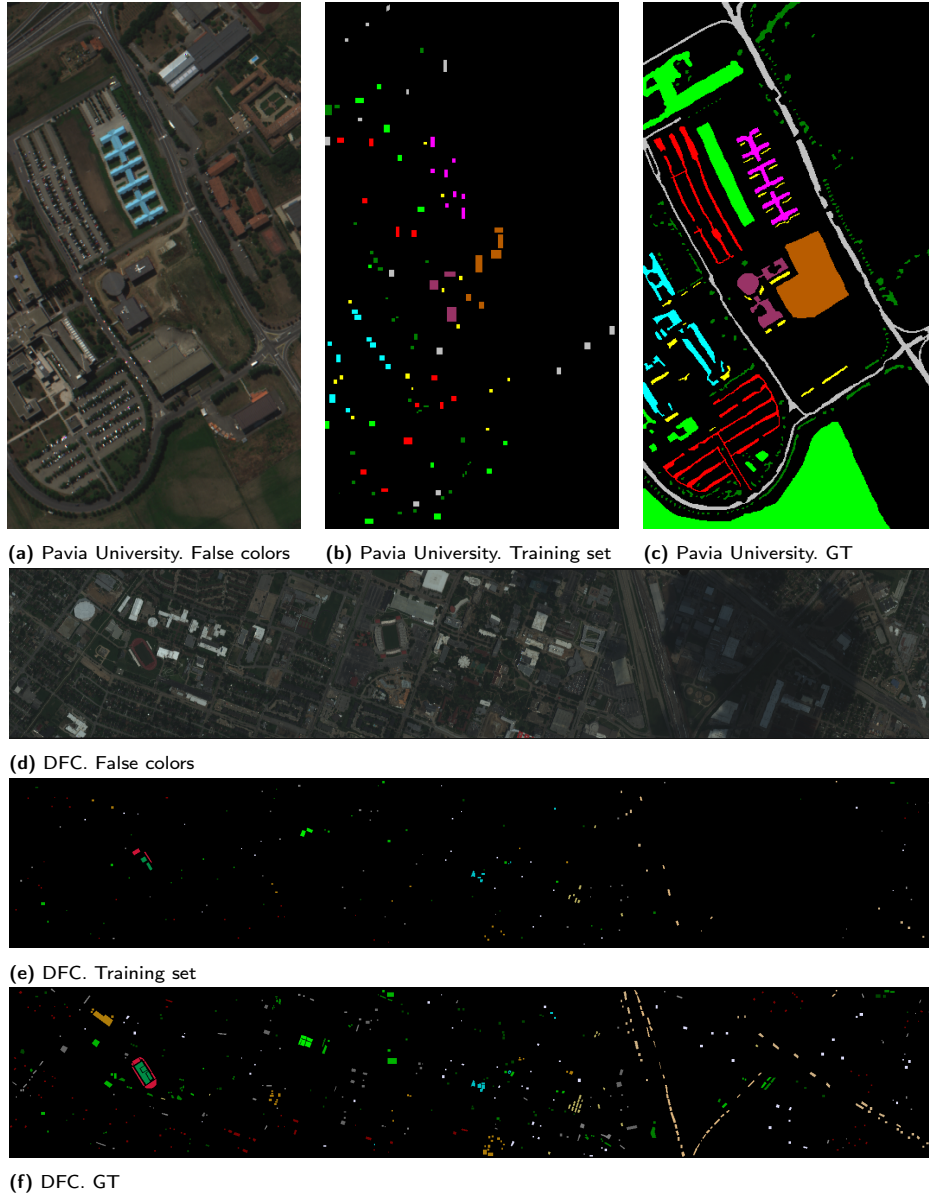 (a) Pavia University. False colors
(b) Pavia University. Training set
(c) Pavia University. GT
(d) DFC. False colors
(e) DFC. Training set
(f) DFC. GT